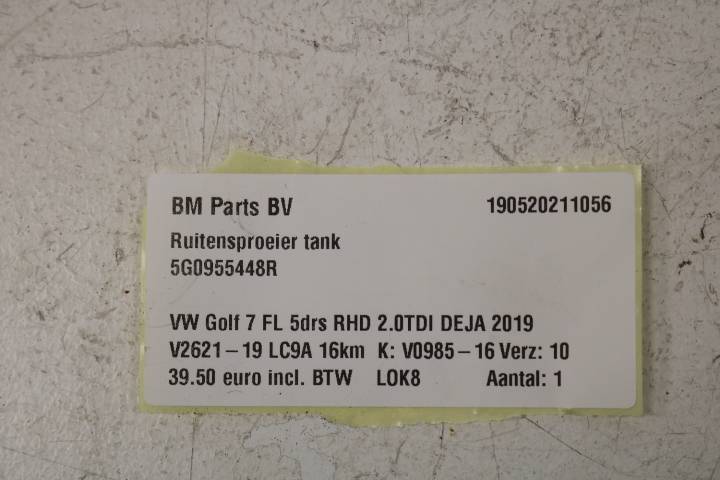 BM Parts BV 190520211056
Ruitensproeier tank
5G0955448R
VW Golf 7 FL 5drs RHD 2.0TDI DEJA 2019
V2621-19 LC9A 16km K: V0985-16 Verz: 10
39.50 euro incl. BTW LOK8 Aantal: 1